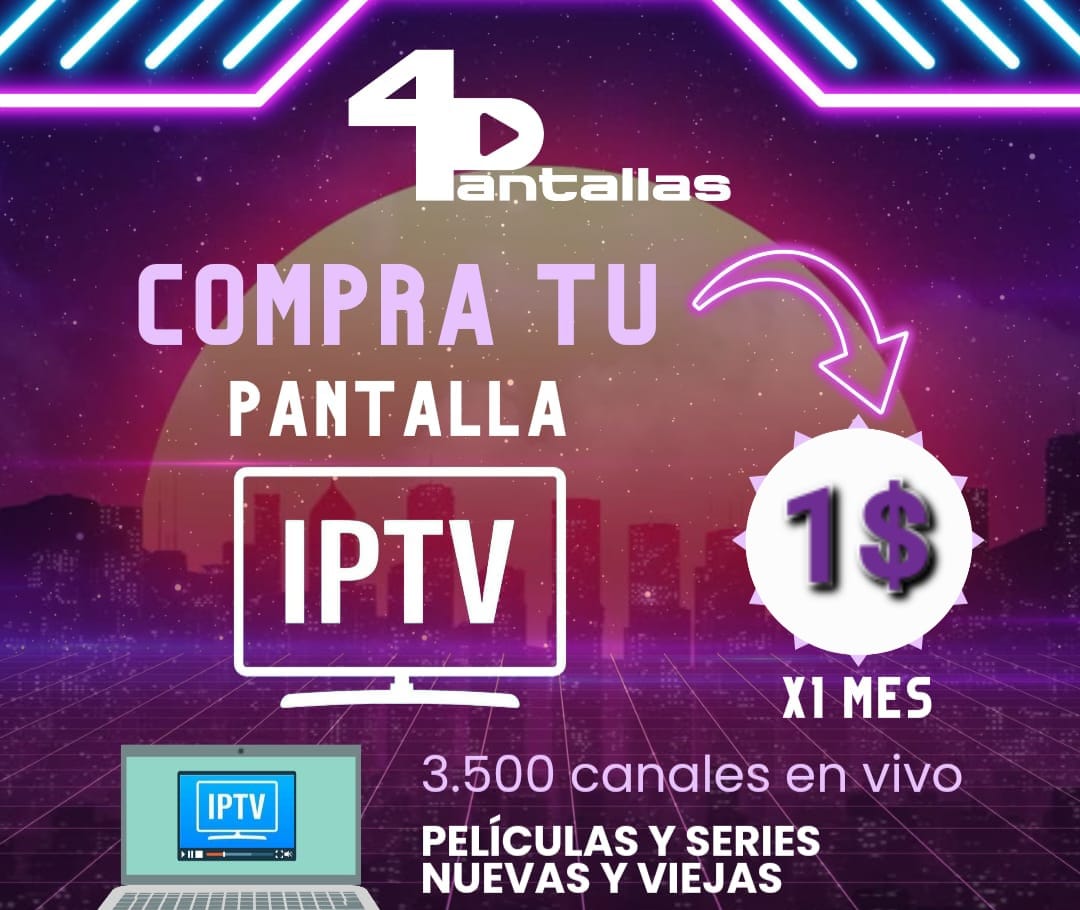 4Pantallas
COMPRA TU
PANTALLA
IPTV
1$
X1 MES
IPTV
3.500 canales en vivo
PELÍCULAS Y SERIES
NUEVAS Y VIEJAS